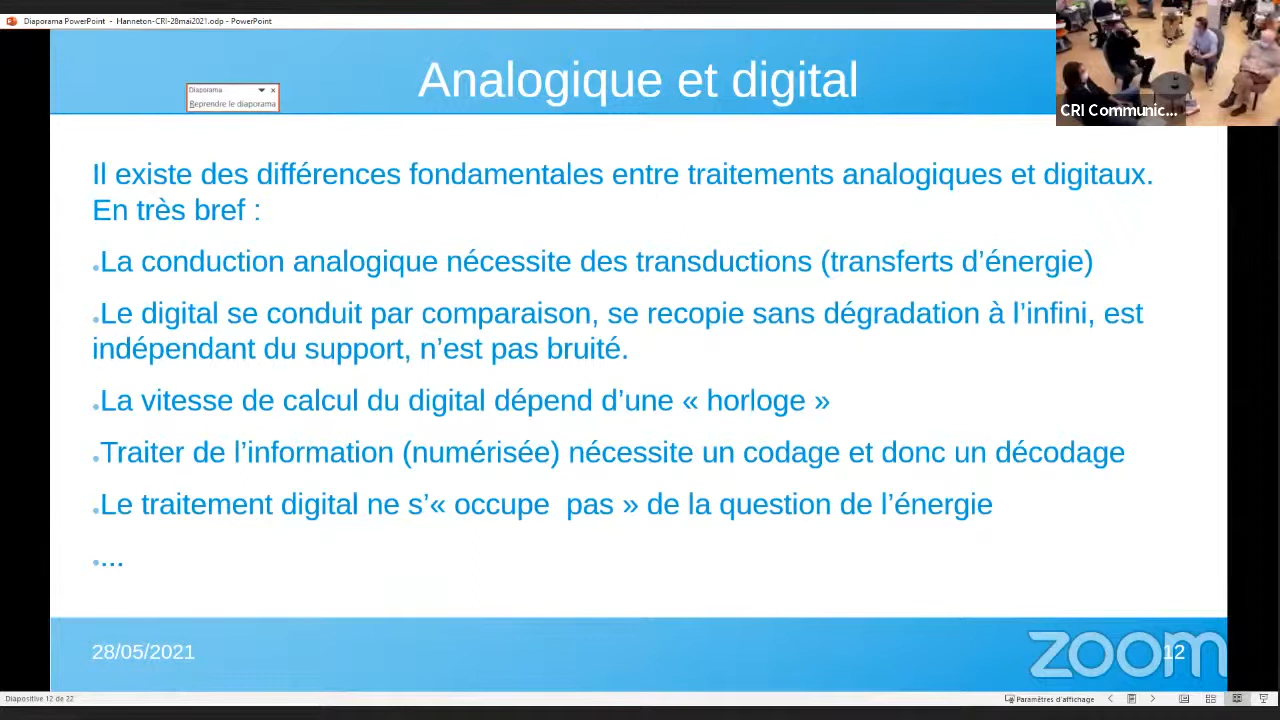 Diaporama PowerPoint - Hanneton-CRI-28mai2021.odp - PowerPoint
CRI Communic...
Analogique et digital
Diaporama
Reprendre le diaporama
Il existe des différences fondamentales entre traitements analogiques et digitaux.
En très bref :
.La conduction analogique nécessite des transductions (transferts d’énergie)
.Le digital se conduit par comparaison, se recopie sans dégradation à l’infini, est
indépendant du support, n’est pas bruité.
.La vitesse de calcul du digital dépend d’une « horloge »
.Traiter de l’information (numérisée) nécessite un codage et donc un décodage
.Le traitement digital ne s’« occupe  pas » de la question de l’énergie
•...
28/05/2021
zoom
12
Diapositive 12 de 22
Paramètres d'affichage